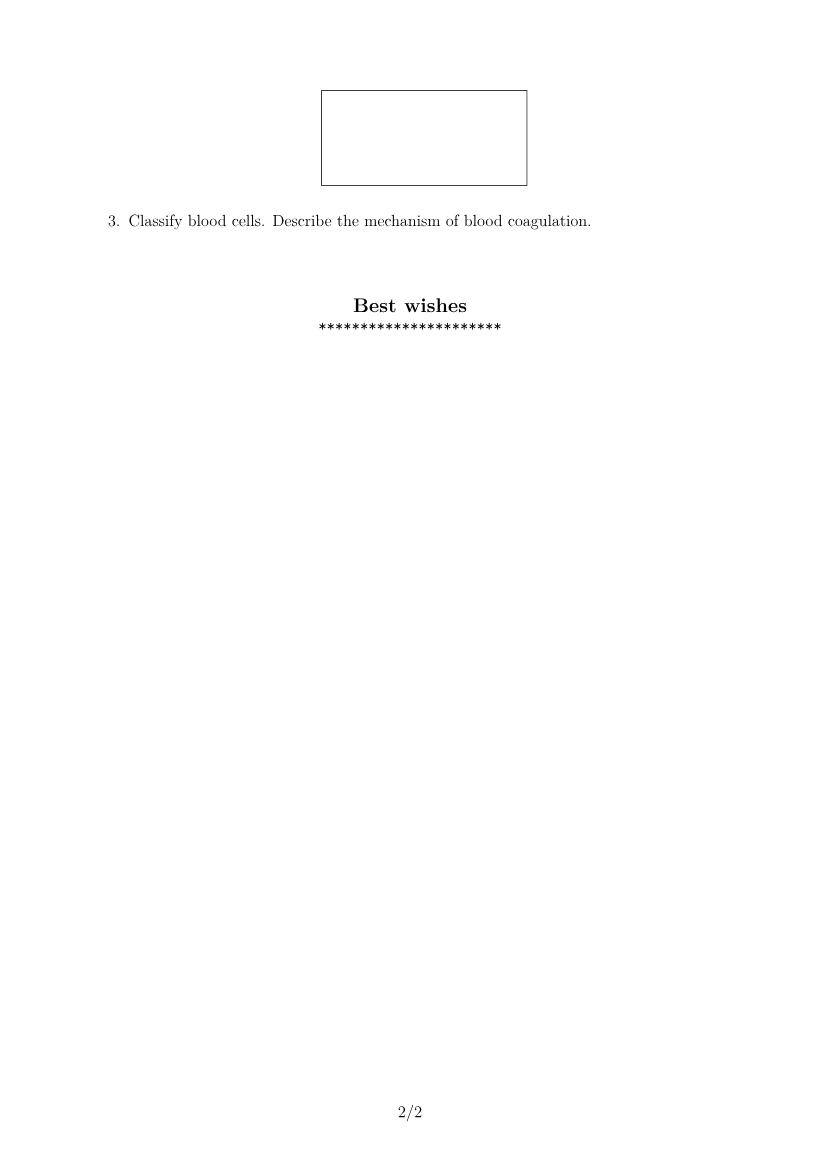 3. Classify blood cells. Describe the mechanism of blood coagulation.
Best wishes
**********************
2/2